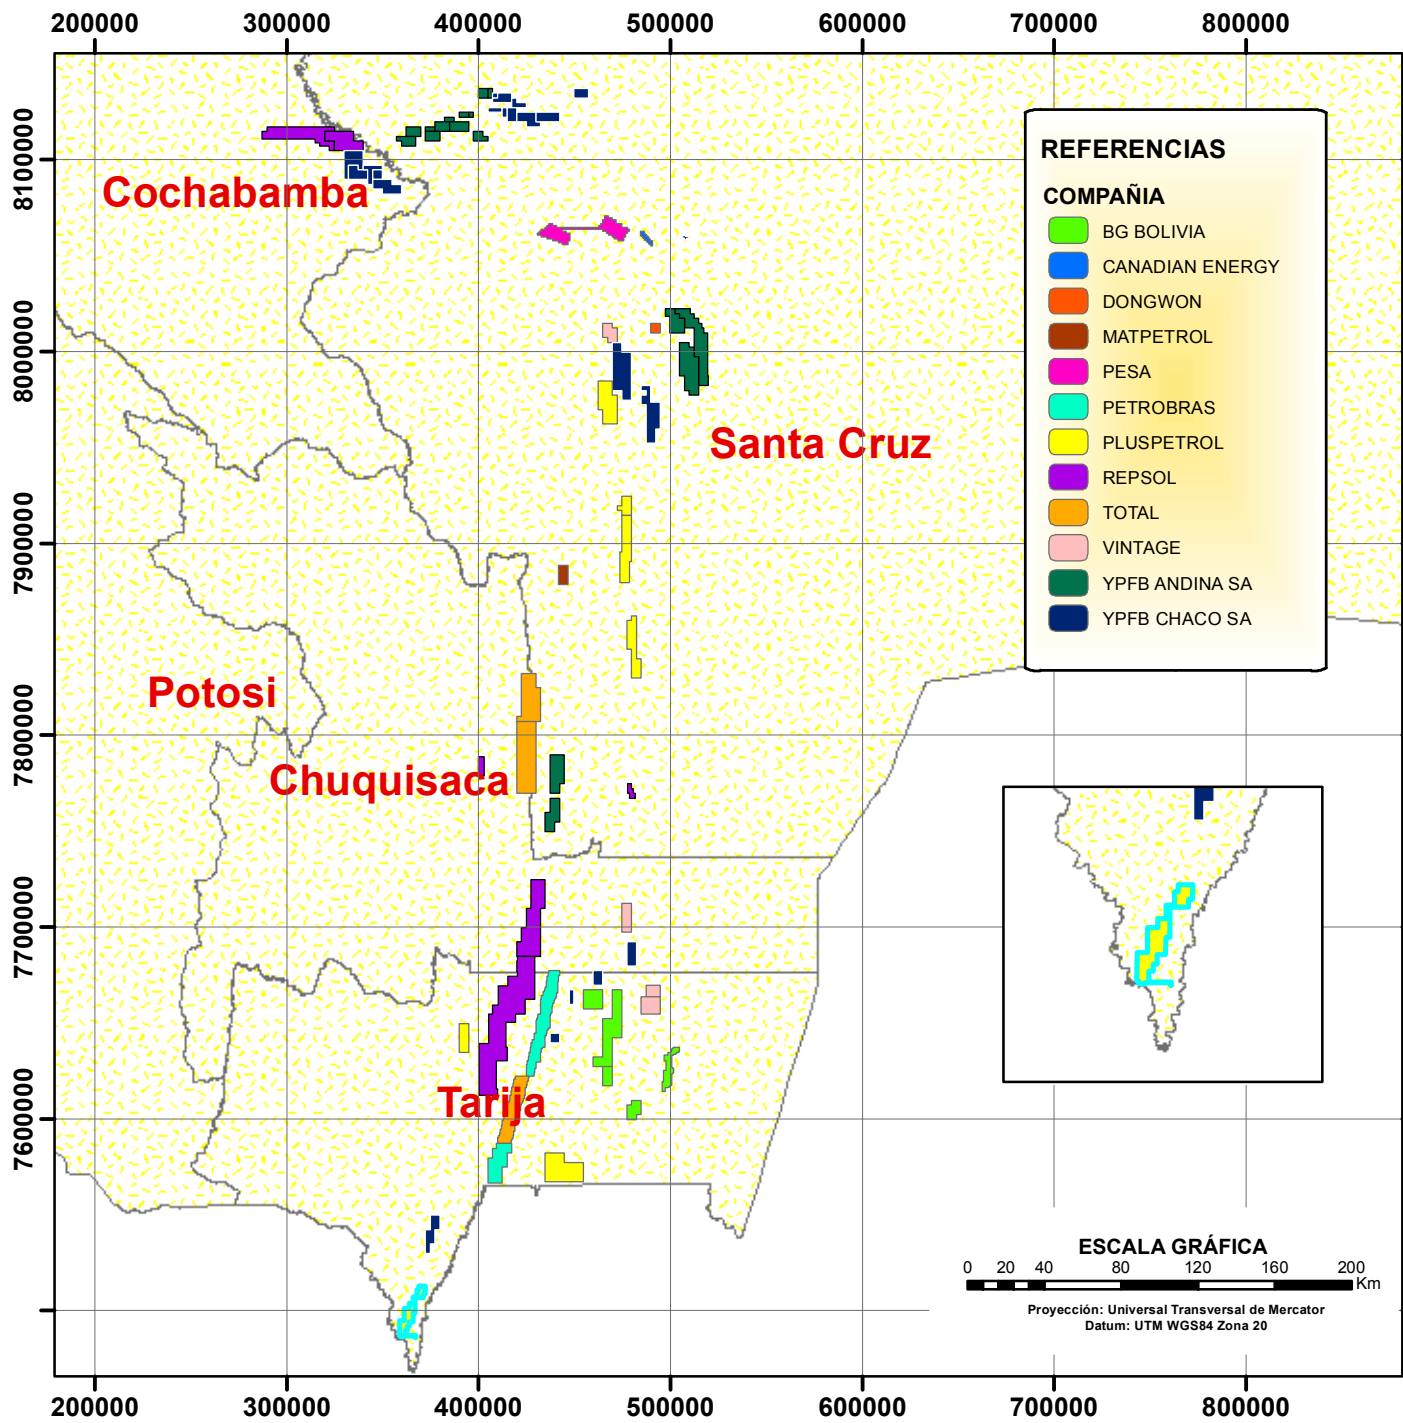 200000 300000 400000 500000 600000 700000 800000
8100000
8000000
7900000
7800000
7700000
7600000
Cochabamba
Santa Cruz
Potosi
Chuquisaca
Tarija
REFERENCIAS
COMPAÑIA
BG BOLIVIA
CANADIAN ENERGY
DONGWON
MATPETROL
PESA
PETROBRAS
PLUSPETROL
REPSOL
TOTAL
VINTAGE
YPFB ANDINA SA
YPFB CHACO SA
ESCALA GRÁFICA
0 20 40 80 120 160 200
Km
Proyección: Universal Transversal de Mercator
Datum: UTM WGS84 Zona 20
200000 300000 400000 500000 600000 700000 800000